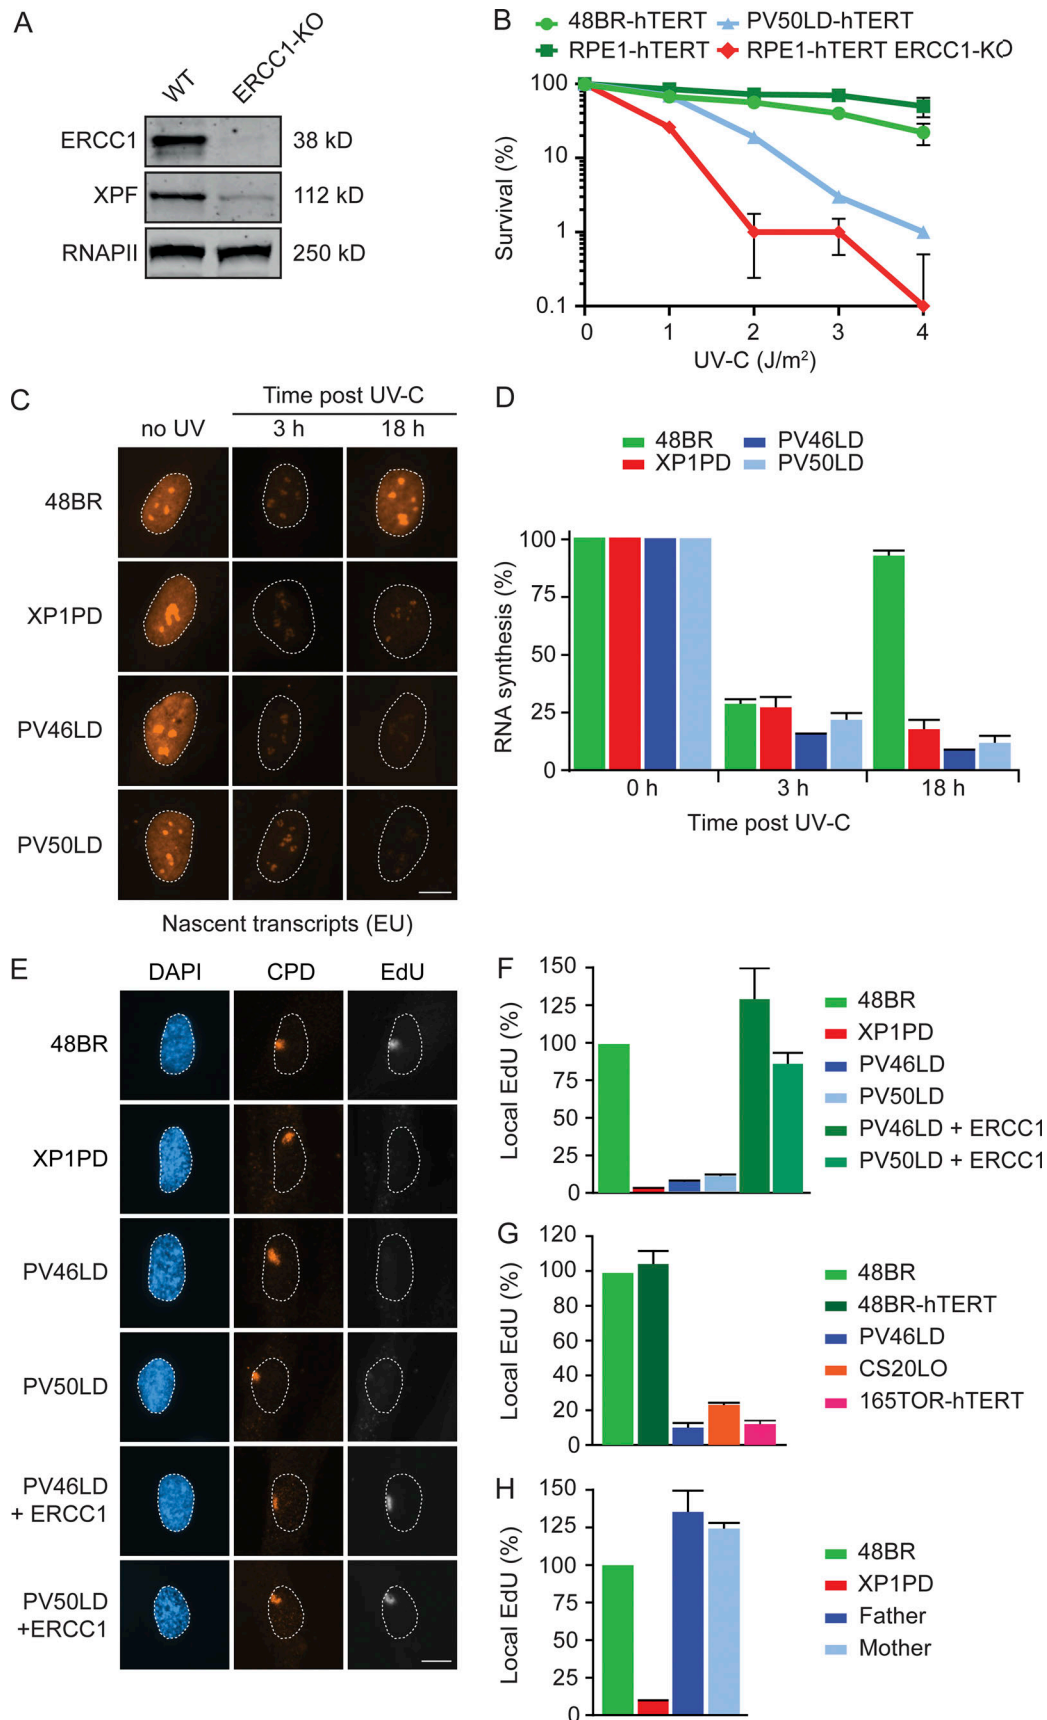 A
WT
ERCC1-KO
ERCC1
38 kD
XPF
112 kD
RNAPII
250 kD
B
48BR-hTERT
PV50LD-hTERT
RPE1-hTERT
RPE1-hTERT ERCC1-KO
Survival (%)
100
10
1
0.1
0 1 2 3 4
UV-C (J/m²)
C
Time post UV-C
no UV
3 h
18 h
48BR
XP1PD
PV46LD
PV50LD
Nascent transcripts (EU)
D
48BR
PV46LD
XP1PD
PV50LD
RNA synthesis (%)
100
75
50
25
0
0 h
3 h
18 h
Time post UV-C
E
DAPI
CPD
EdU
48BR
XP1PD
PV46LD
PV50LD
PV46LD
+ ERCC1
PV50LD
+ERCC1
F
Local EdU (%)
150
125
100
75
50
25
0
48BR
XP1PD
PV46LD
PV50LD
PV46LD + ERCC1
PV50LD + ERCC1
G
Local EdU (%)
120
100
80
60
40
20
0
48BR
48BR-hTERT
PV46LD
CS20LO
165TOR-hTERT
H
Local EdU (%)
150
125
100
75
50
25
0
48BR
XP1PD
Father
Mother